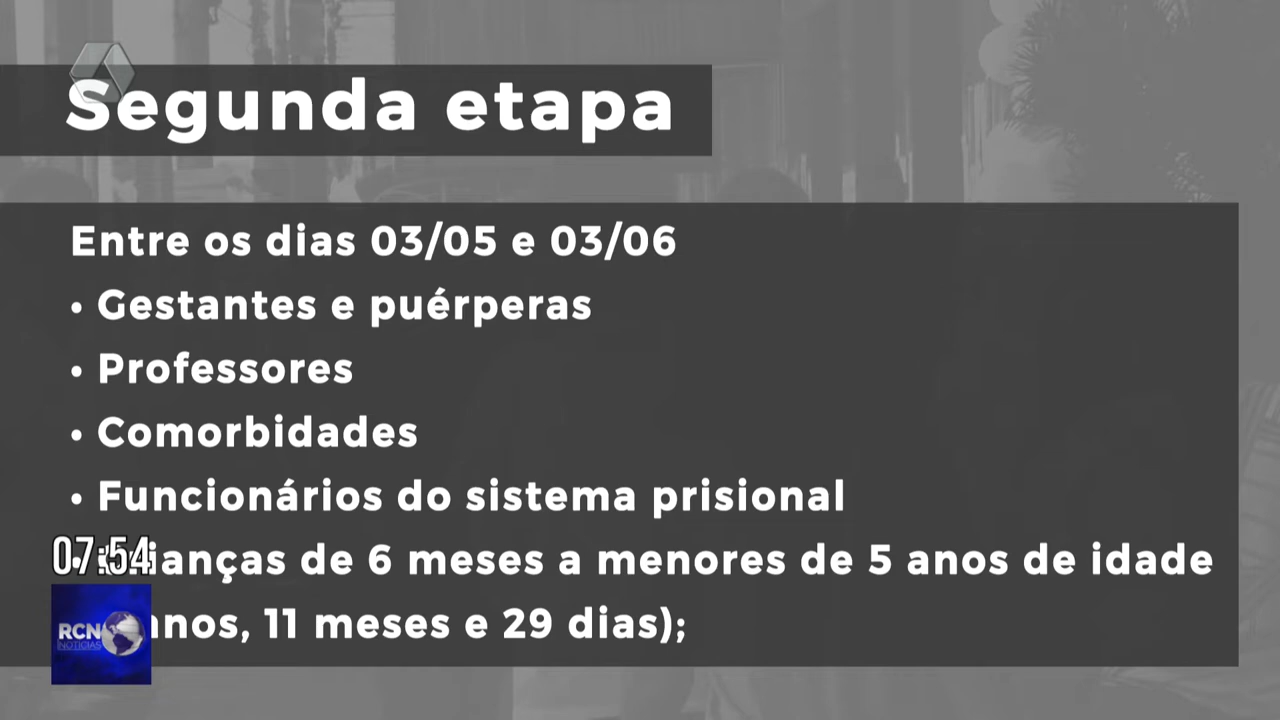 Segunda etapa
Entre os dias 03/05 e 03/06
• Gestantes e puérperas
• Professores
• Comorbidades
• Funcionários do sistema prisional
07:54
ianças de 6 meses a menores de 5 anos de idade
anos, 11 meses e 29 dias);
RCN
NOTÍCIAS